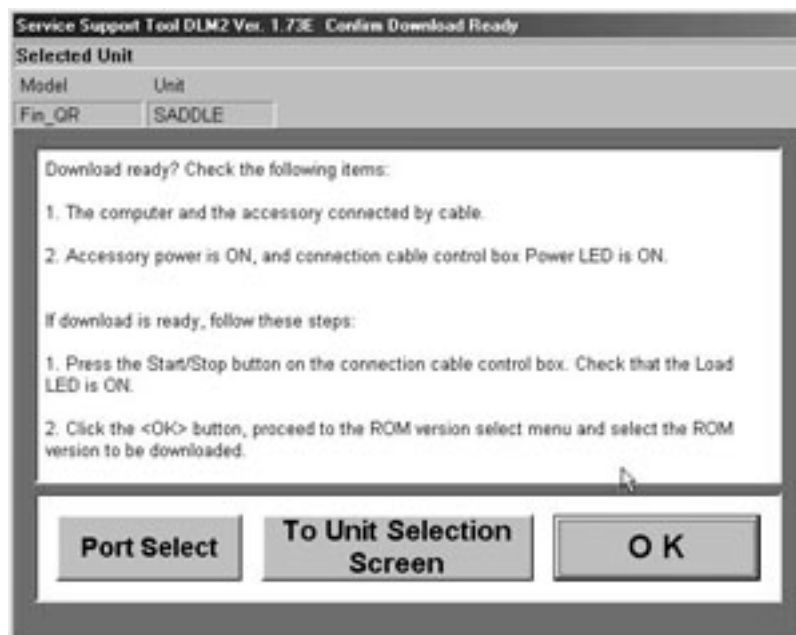 Service Support Tool DLM2 Ver. 1.73E Confirm Download Ready
Selected Unit
Model Unit
Fin_QR SADDLE
Download ready? Check the following items:
1. The computer and the accessory connected by cable.
2. Accessory power is ON, and connection cable control box Power LED is ON.
If download is ready, follow these steps:
1. Press the Start/Stop button on the connection cable control box. Check that the Load
LED is ON.
2. Click the <OK> button, proceed to the ROM version select menu and select the ROM
version to be downloaded.
Port Select
To Unit Selection
Screen
O K